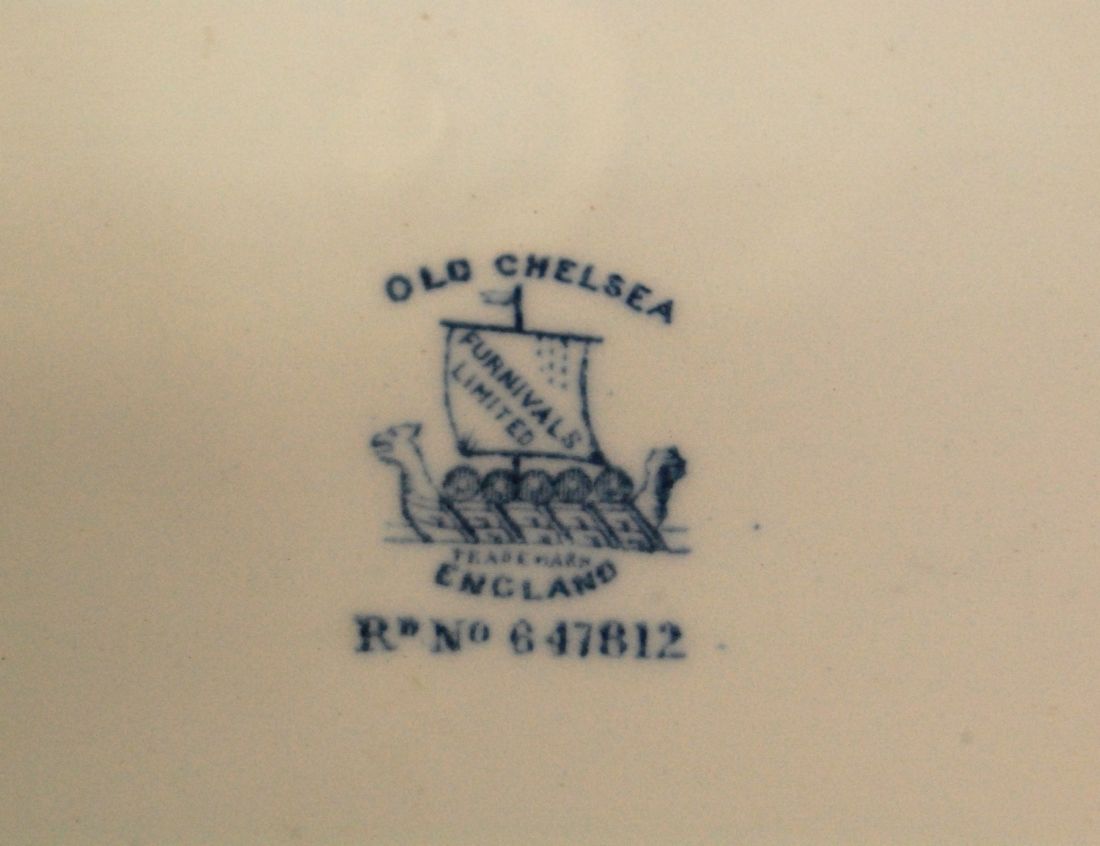 OLD CHELSEA
FURNIVALS
LIMITED
TRADE MARK
ENGLAND
RD No 647812